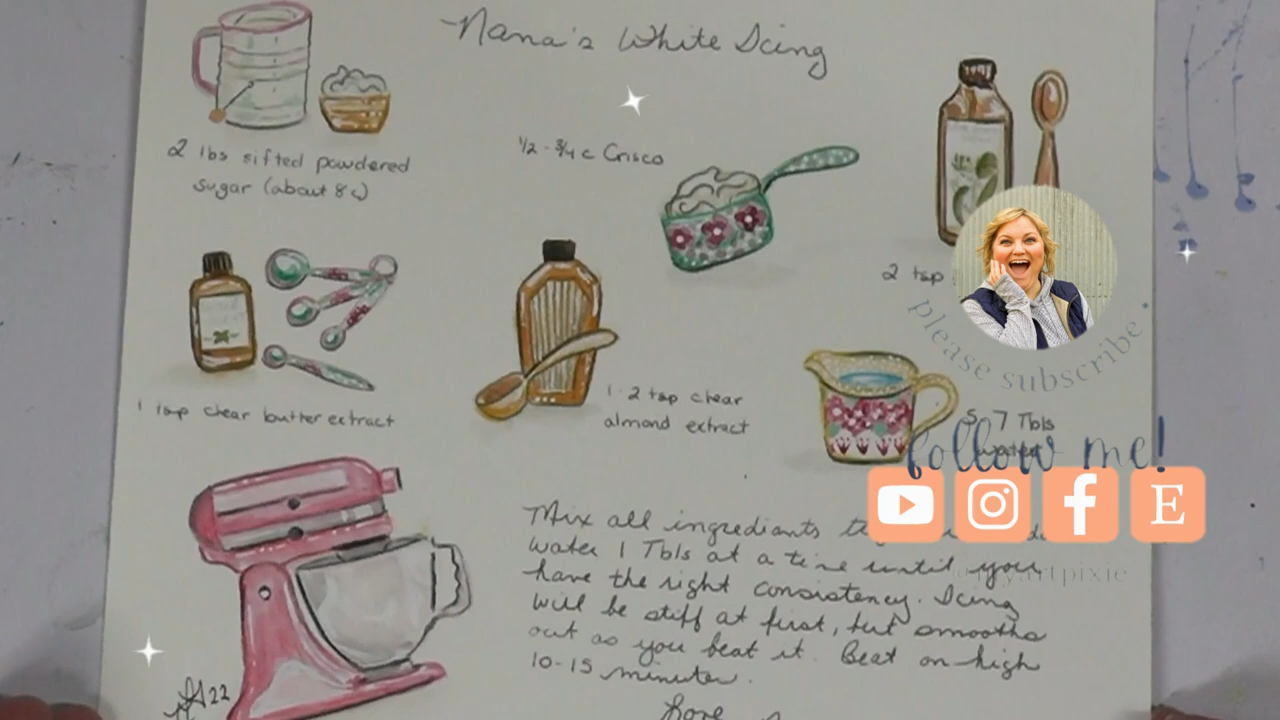 Nana's White Icing
2 lbs sifted powdered
sugar (about 8 c)
1/2 - 3/4 c Crisco
2 tsp
please subscribe
1 tsp clear butter extract
1-2 tsp clear
almond extract
5-7 Tbls
water
follow me!
E
Mix all ingredients
water 1 Tbls at a time until you
have the right consistency. Icing
will be stiff at first, but smooths
out as you beat it. Beat on high
10-15 minutes.
Love
22